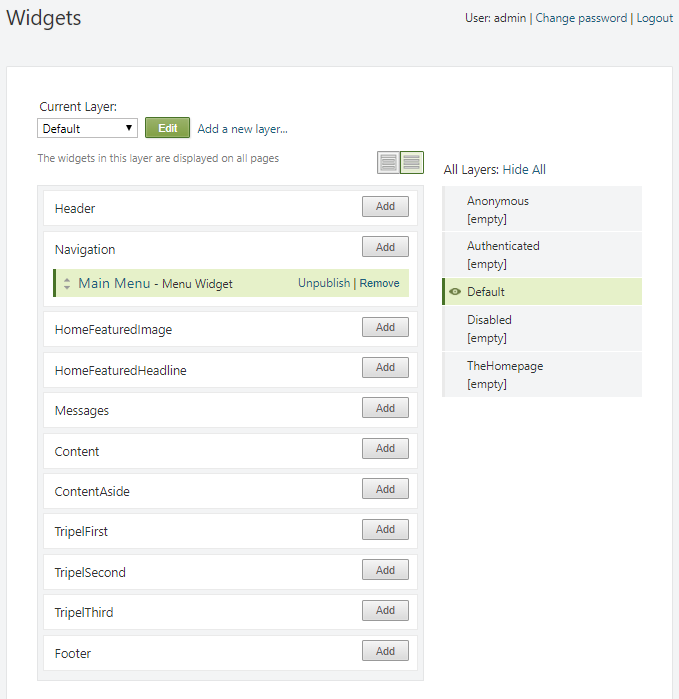 Widgets
User: admin | Change password | Logout
Current Layer:
Default
Edit
Add a new layer...
The widgets in this layer are displayed on all pages
Header
Add
Navigation
Add
Main Menu - Menu Widget
Unpublish | Remove
HomeFeaturedImage
Add
HomeFeaturedHeadline
Add
Messages
Add
Content
Add
ContentAside
Add
TripelFirst
Add
TripelSecond
Add
TripelThird
Add
Footer
Add
All Layers: Hide All
Anonymous
[empty]
Authenticated
[empty]
Default
Disabled
[empty]
TheHomepage
[empty]